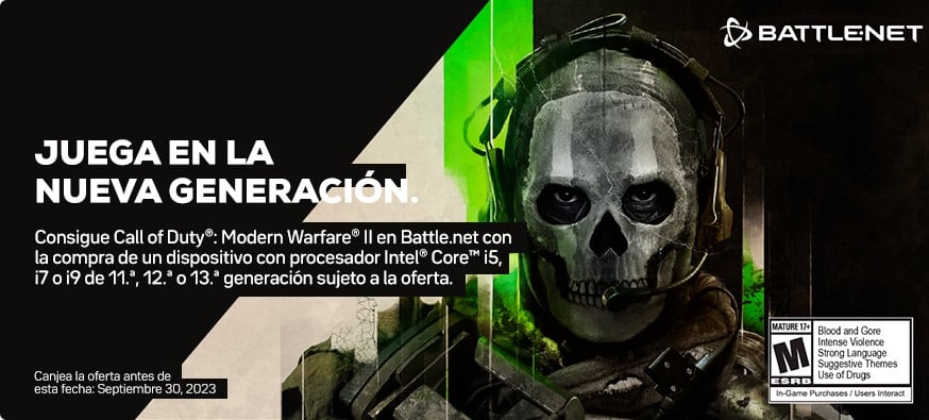 BATTLE.NET
JUEGA EN LA
NUEVA GENERACIÓN.
Consigue Call of Duty®: Modern Warfare® II en Battle.net con
la compra de un dispositivo con procesador Intel® Core™ i5,
i7 o i9 de 11.ª, 12.ª o 13.ª generación sujeto a la oferta.
Canjea la oferta antes de
esta fecha: Septiembre 30, 2023
MATURE 17+
M
ESRB
Blood and Gore
Intense Violence
Strong Language
Suggestive Themes
Use of Drugs
In-Game Purchases / Users Interact